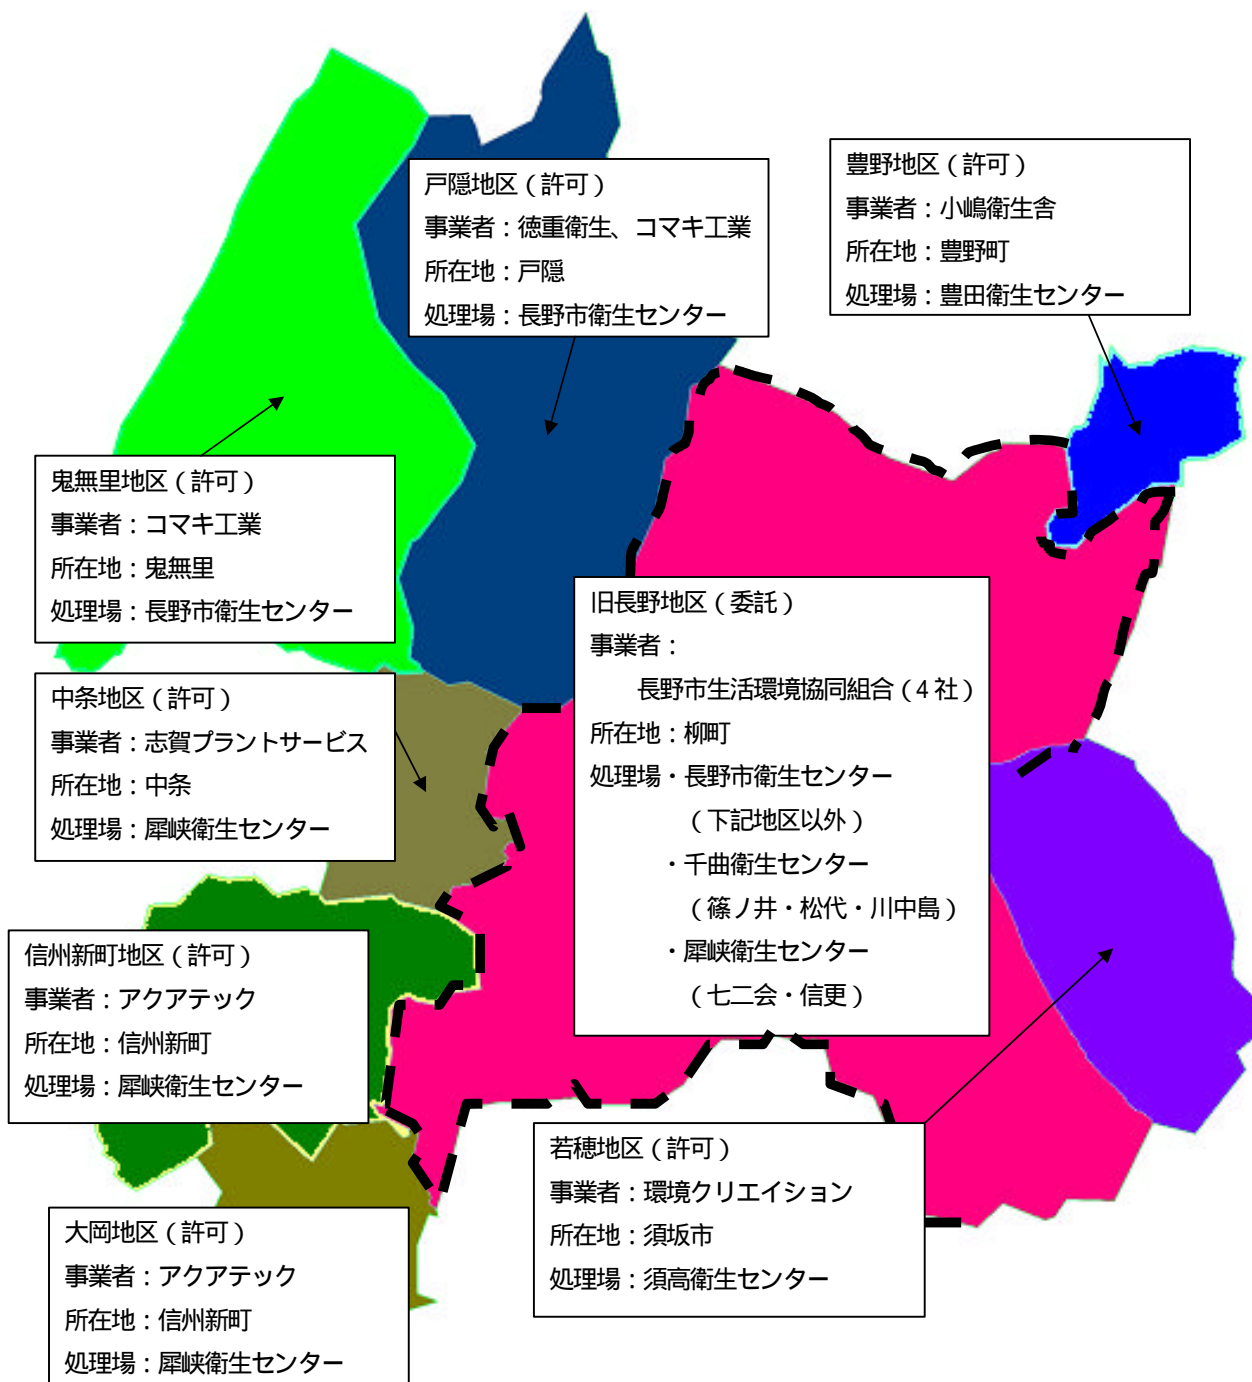 戸隠地区（許可）
事業者：徳重衛生、コマキ工業
所在地：戸隠
処理場：長野市衛生センター
豊野地区（許可）
事業者：小嶋衛生舎
所在地：豊野町
処理場：豊田衛生センター
鬼無里地区（許可）
事業者：コマキ工業
所在地：鬼無里
処理場：長野市衛生センター
旧長野地区（委託）
事業者：
長野市生活環境協同組合（４社）
所在地：柳町
処理場・長野市衛生センター
（下記地区以外）
・千曲衛生センター
（篠ノ井・松代・川中島）
・犀峡衛生センター
（七二会・信更）
中条地区（許可）
事業者：志賀プラントサービス
所在地：中条
処理場：犀峡衛生センター
信州新町地区（許可）
事業者：アクアテック
所在地：信州新町
処理場：犀峡衛生センター
若穂地区（許可）
事業者：環境クリエイション
所在地：須坂市
処理場：須高衛生センター
大岡地区（許可）
事業者：アクアテック
所在地：信州新町
処理場：犀峡衛生センター